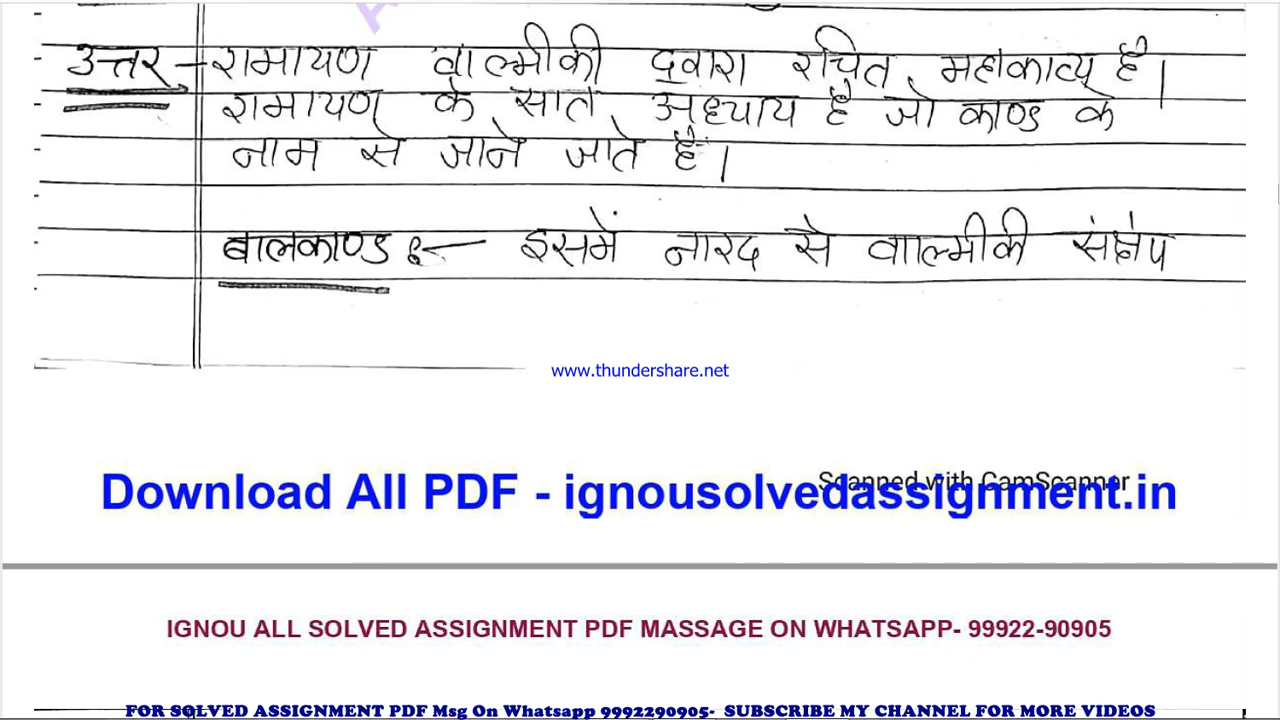 उत्तर - रामायण वाल्मीकी द्वारा रचित महाकाव्य है।
रामायण के सात अध्याय है जो काण्ड के
नाम से जाने जाते हैं।
बालकाण्ड :- इसमें नारद से वाल्मीकी संक्षेप
www.thundershare.net
Scanned with CamScanner
Download All PDF - ignousolvedassignment.in
IGNOU ALL SOLVED ASSIGNMENT PDF MASSAGE ON WHATSAPP- 99922-90905
FOR SOLVED ASSIGNMENT PDF Msg On Whatsapp 9992290905- SUBSCRIBE MY CHANNEL FOR MORE VIDEOS